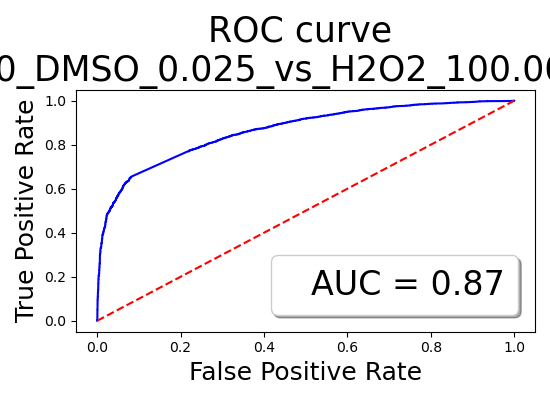 ROC curve
0_DMSO_0.025_vs_H2O2_100.00
True Positive Rate
1.0
0.8
0.6
0.4
0.2
0.0
AUC = 0.87
0.0 0.2 0.4 0.6 0.8 1.0
False Positive Rate